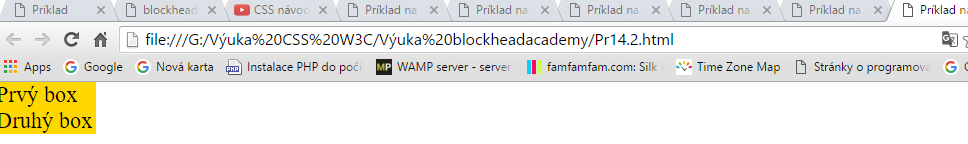 Príklad blockhead CSS návod Príklad na Príklad na Príklad na Príklad na Príklad na Príklad na
file:///G:/Výuka%20CSS%20W3C/Výuka%20blockheadacademy/Pr14.2.html
Apps Google Nová karta Instalace PHP do poči MP WAMP server - server famfamfam.com: Silk Time Zone Map Stránky o programová
Prvý box
Druhý box